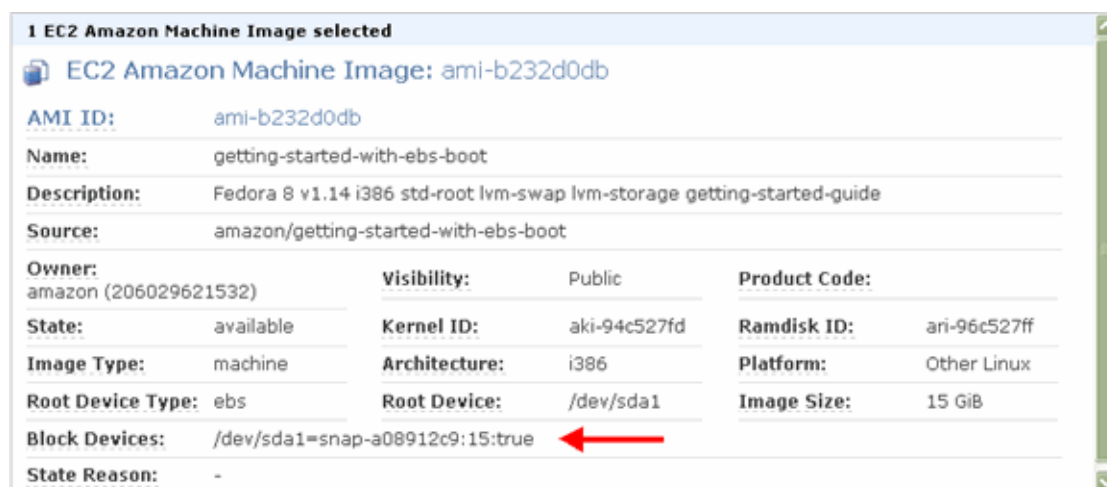 1 EC2 Amazon Machine Image selected
EC2 Amazon Machine Image: ami-b232d0db
AMI ID: ami-b232d0db
Name: getting-started-with-ebs-boot
Description: Fedora 8 v1.14 i386 std-root lvm-swap lvm-storage getting-started-guide
Source: amazon/getting-started-with-ebs-boot
Owner:
amazon (206029621532) Visibility: Public Product Code:
State: available Kernel ID: aki-94c527fd Ramdisk ID: ari-96c527ff
Image Type: machine Architecture: i386 Platform: Other Linux
Root Device Type: ebs Root Device: /dev/sda1 Image Size: 15 GiB
Block Devices: /dev/sda1=snap-a08912c9:15:true
State Reason: -